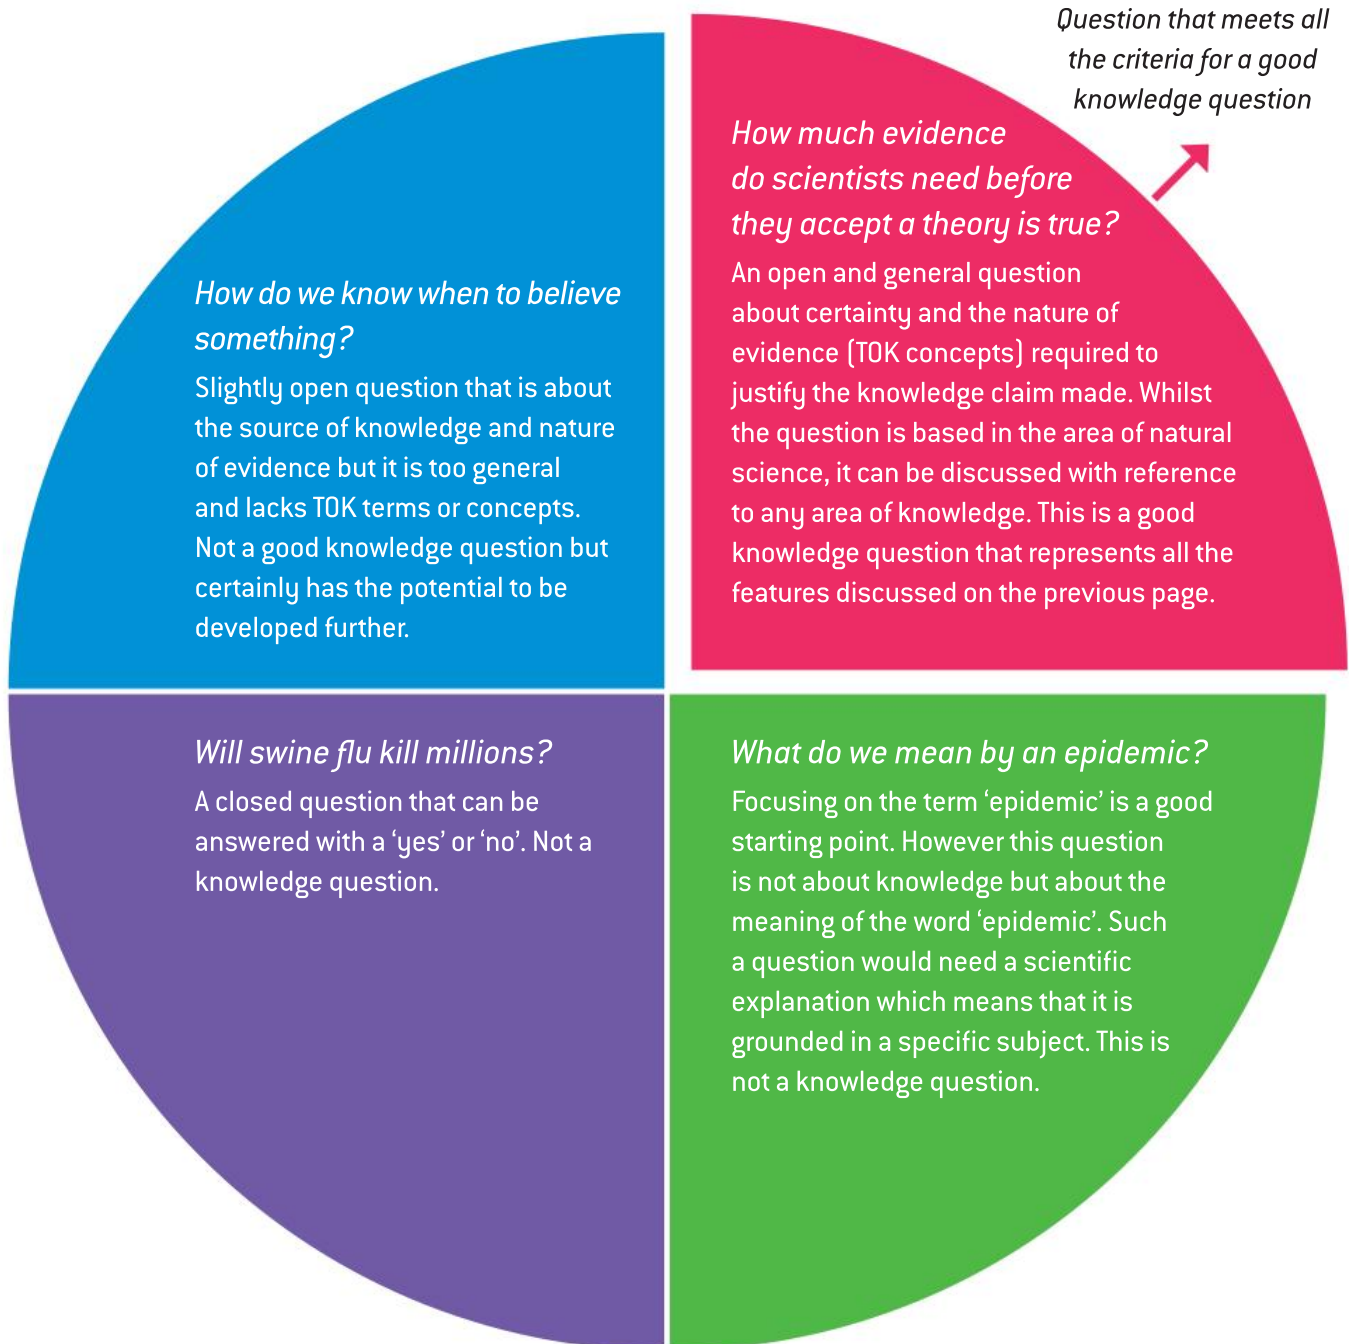 Question that meets all
the criteria for a good
knowledge question
How do we know when to believe
something?
Slightly open question that is about
the source of knowledge and nature
of evidence but it is too general
and lacks TOK terms or concepts.
Not a good knowledge question but
certainly has the potential to be
developed further.
How much evidence
do scientists need before
they accept a theory is true?
An open and general question
about certainty and the nature of
evidence (TOK concepts) required to
justify the knowledge claim made. Whilst
the question is based in the area of natural
science, it can be discussed with reference
to any area of knowledge. This is a good
knowledge question that represents all the
features discussed on the previous page.
Will swine flu kill millions?
A closed question that can be
answered with a ‘yes’ or ‘no’. Not a
knowledge question.
What do we mean by an epidemic?
Focusing on the term ‘epidemic’ is a good
starting point. However this question
is not about knowledge but about the
meaning of the word ‘epidemic’. Such
a question would need a scientific
explanation which means that it is
grounded in a specific subject. This is
not a knowledge question.